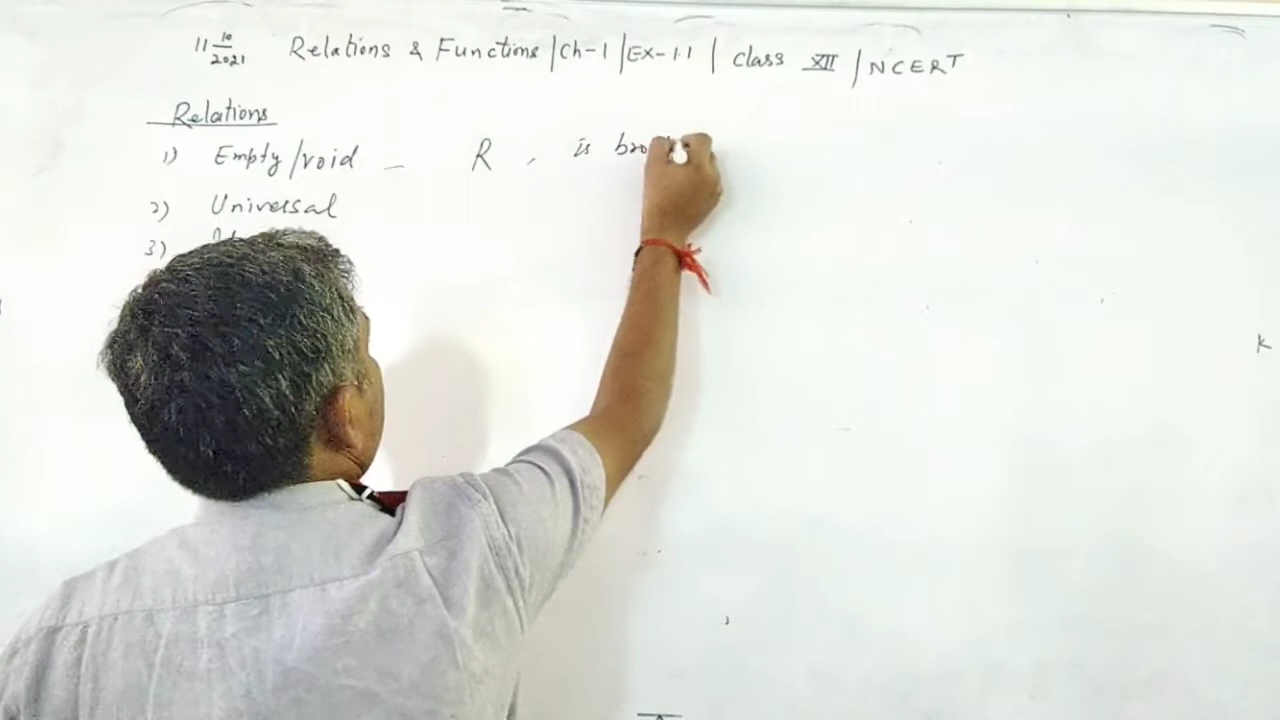 11 10/2021 Relations & Functions | Ch-1 | Ex-1.1 | Class XII | NCERT
Relations
1) Empty/void – R , is bro
2) Universal
3)
K